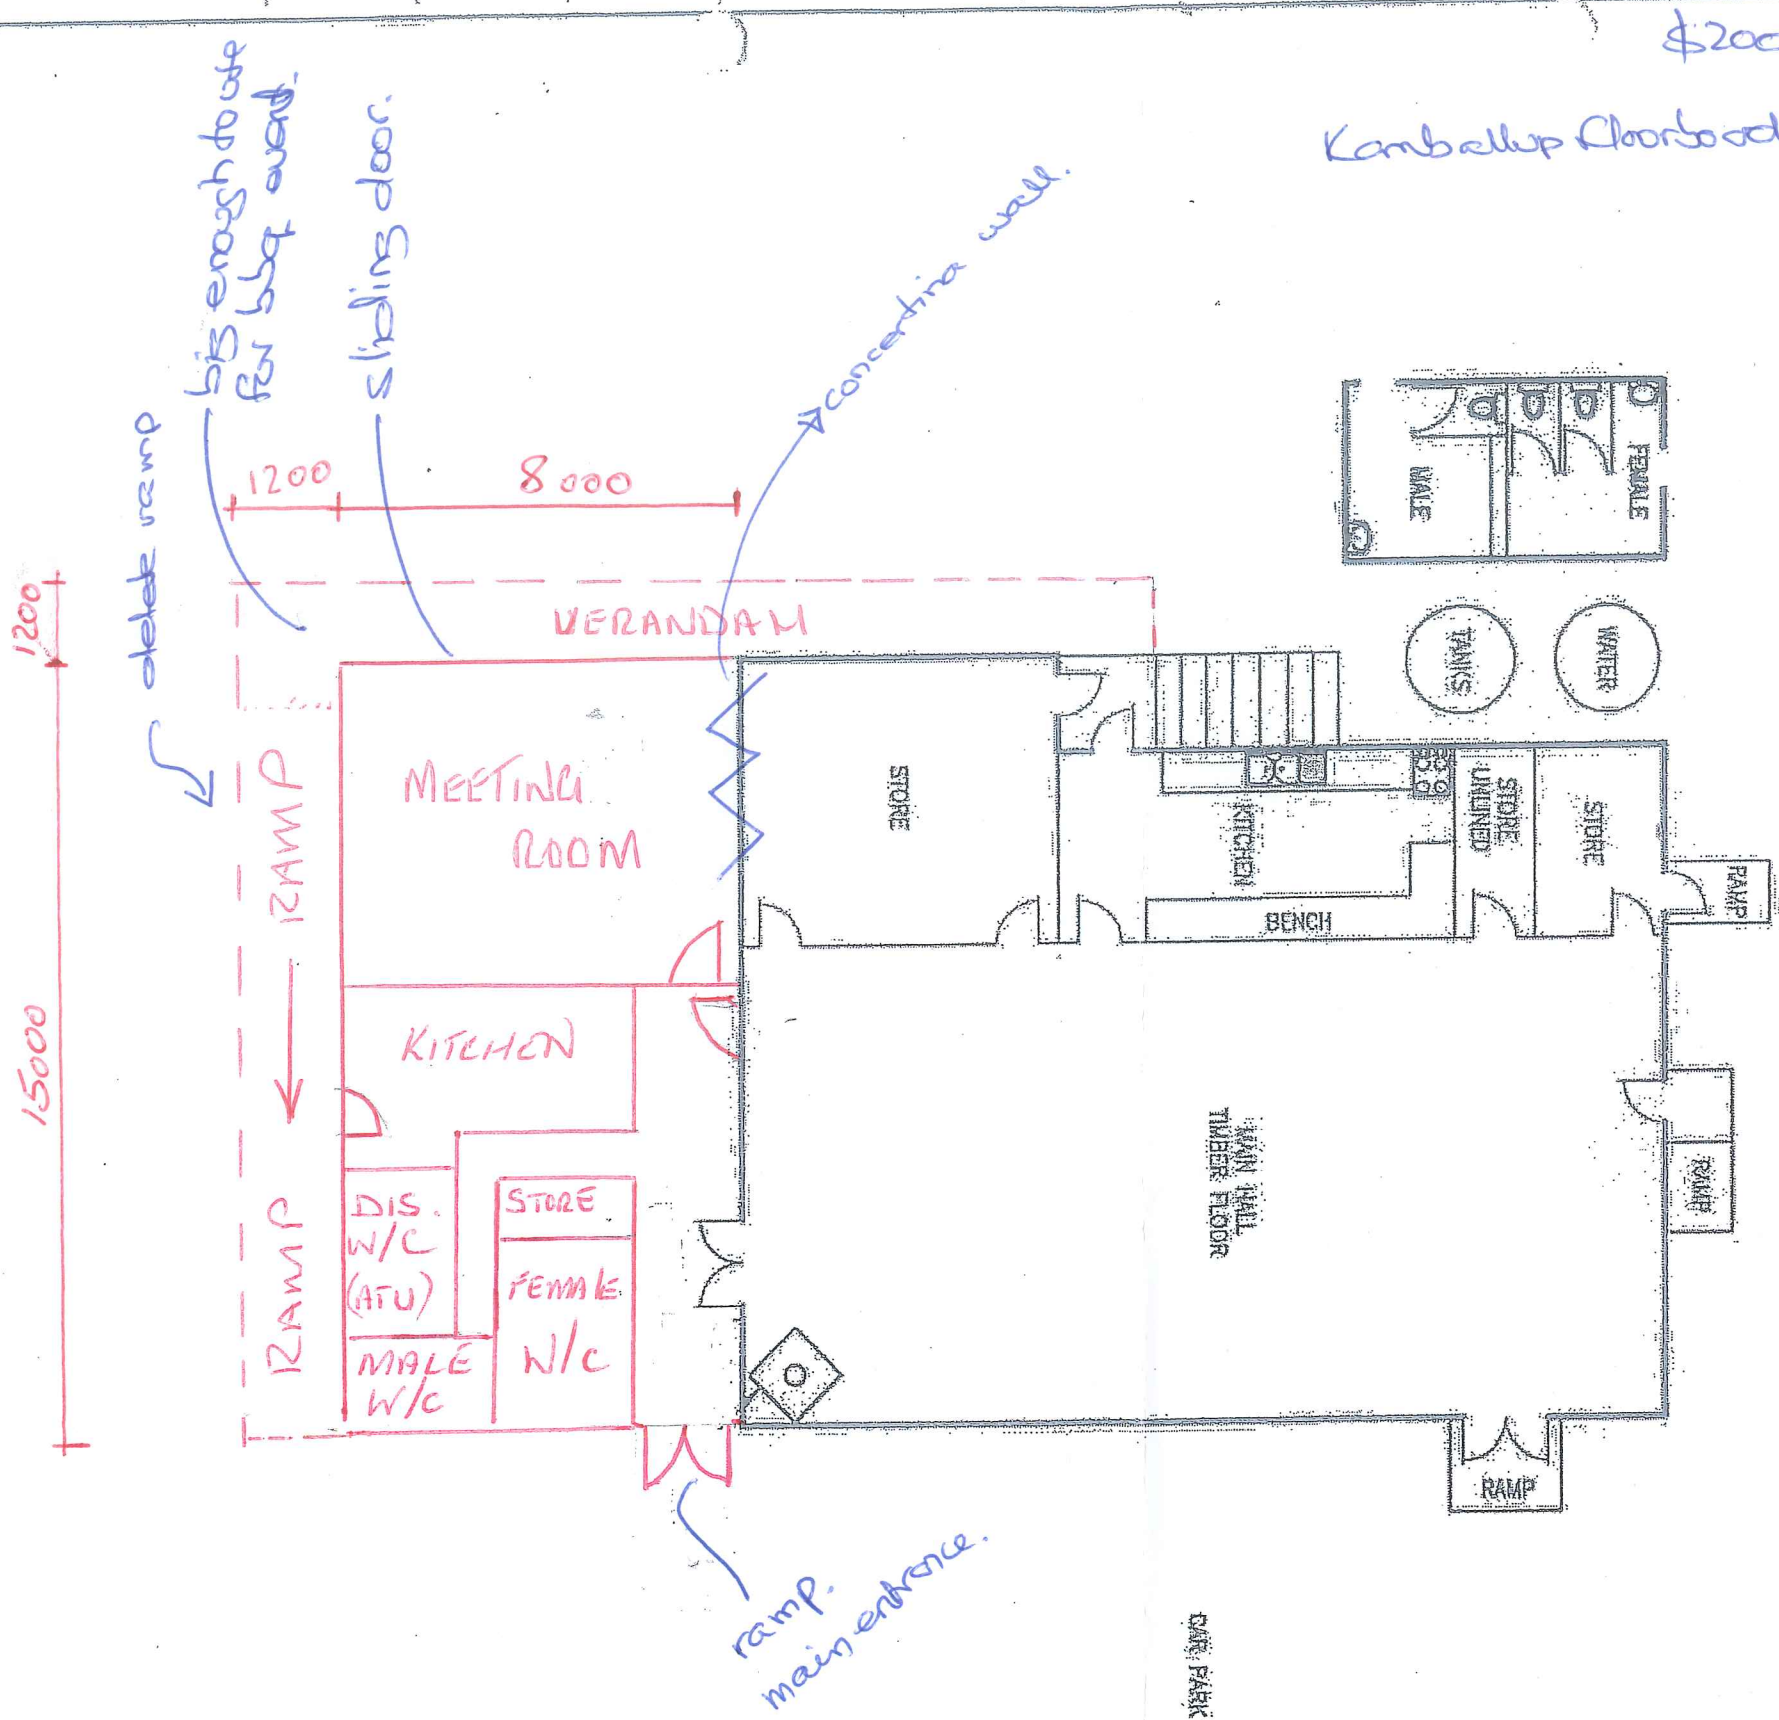 $200
Kamballup Floorboard
big enough to use
for bbq overd.
sliding door.
concertina wall.
delete ramp
1200
8000
1200
15000
VERANDAH
MEETING
ROOM
RAMP
RAMP
KITCHEN
DIS.
W/C
(ATU)
STORE
FEMALE
W/C
MALE
W/C
ramp.
main entrance.
MALE
FEMALE
WATER
TANKS
STORE
KITCHEN
BENCH
STORE
STORE
RAMP
MAIN HALL
TIMBER FLOOR
RAMP
RAMP
CAR PARK